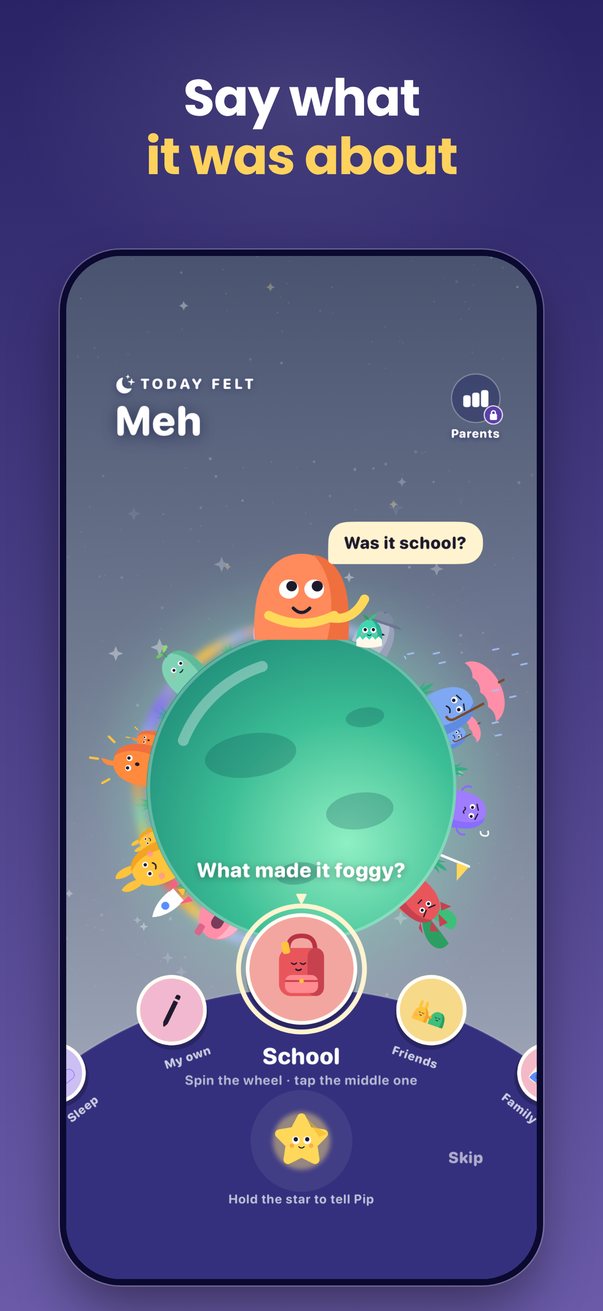 Say what
it was about
TODAY FELT
Meh
Parents
Was it school?
What made it foggy?
My own
School
Friends
Sleep
Spin the wheel · tap the middle one
Family
Skip
Hold the star to tell Pip